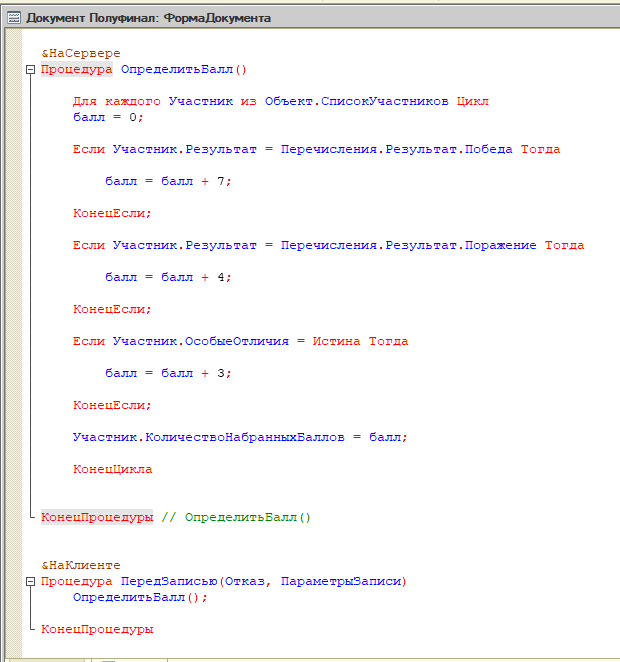 Документ Полуфинал: ФормаДокумента
&НаСервере
Процедура ОпределитьБалл()
Для каждого Участник из Объект.СписокУчастников Цикл
балл = 0;
Если Участник.Результат = Перечисления.Результат.Победа Тогда
балл = балл + 7;
КонецЕсли;
Если Участник.Результат = Перечисления.Результат.Поражение Тогда
балл = балл + 4;
КонецЕсли;
Если Участник.ОсобыеОтличия = Истина Тогда
балл = балл + 3;
КонецЕсли;
Участник.КоличествоНабранныхБаллов = балл;
КонецЦикла
КонецПроцедуры // ОпределитьБалл()
&НаКлиенте
Процедура ПередЗаписью(Отказ, ПараметрыЗаписи)
ОпределитьБалл();
КонецПроцедуры